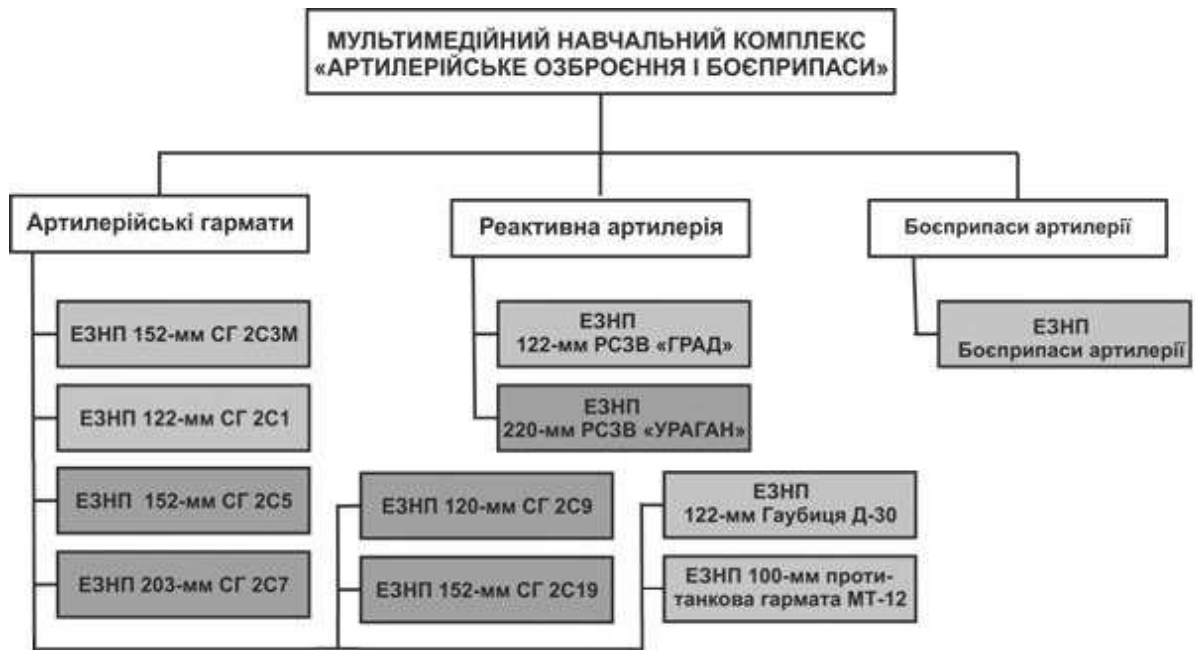 МУЛЬТИМЕДІЙНИЙ НАВЧАЛЬНИЙ КОМПЛЕКС
«АРТИЛЕРІЙСЬКЕ ОЗБРОЄННЯ І БОЄПРИПАСИ»
Артилерійські гармати
ЕЗНП 152-мм СГ 2С3М
ЕЗНП 122-мм СГ 2С1
ЕЗНП 152-мм СГ 2С5
ЕЗНП 203-мм СГ 2С7
ЕЗНП 120-мм СГ 2С9
ЕЗНП 152-мм СГ 2С19
ЕЗНП
122-мм Гаубиця Д-30
ЕЗНП 100-мм проти-
танкова гармата МТ-12
Реактивна артилерія
ЕЗНП
122-мм РСЗВ «ГРАД»
ЕЗНП
220-мм РСЗВ «УРАГАН»
Боєприпаси артилерії
ЕЗНП
Боєприпаси артилерії